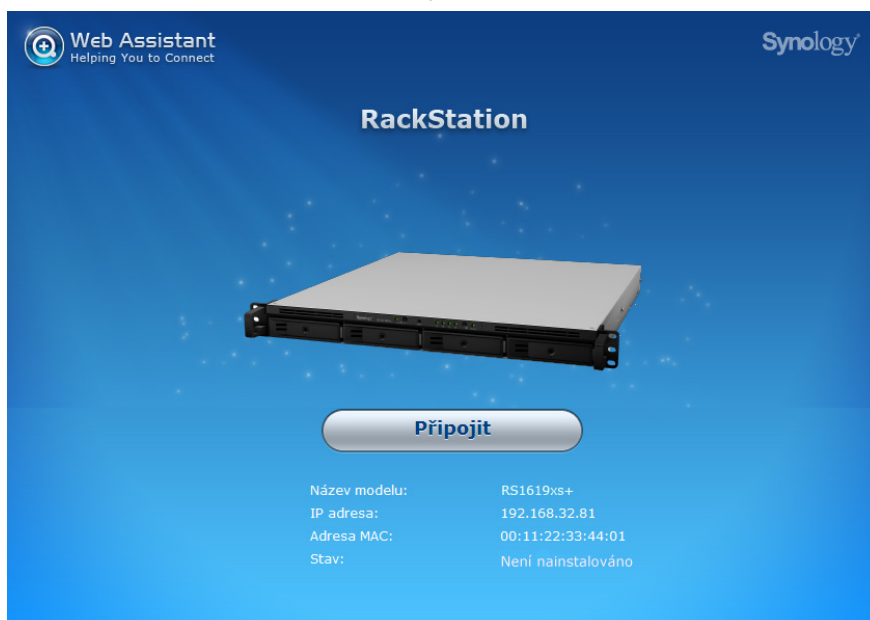 Web Assistant
Helping You to Connect
Synology
RackStation
Připojit
Název modelu: RS1619xs+
IP adresa: 192.168.32.81
Adresa MAC: 00:11:22:33:44:01
Stav: Není nainstalováno